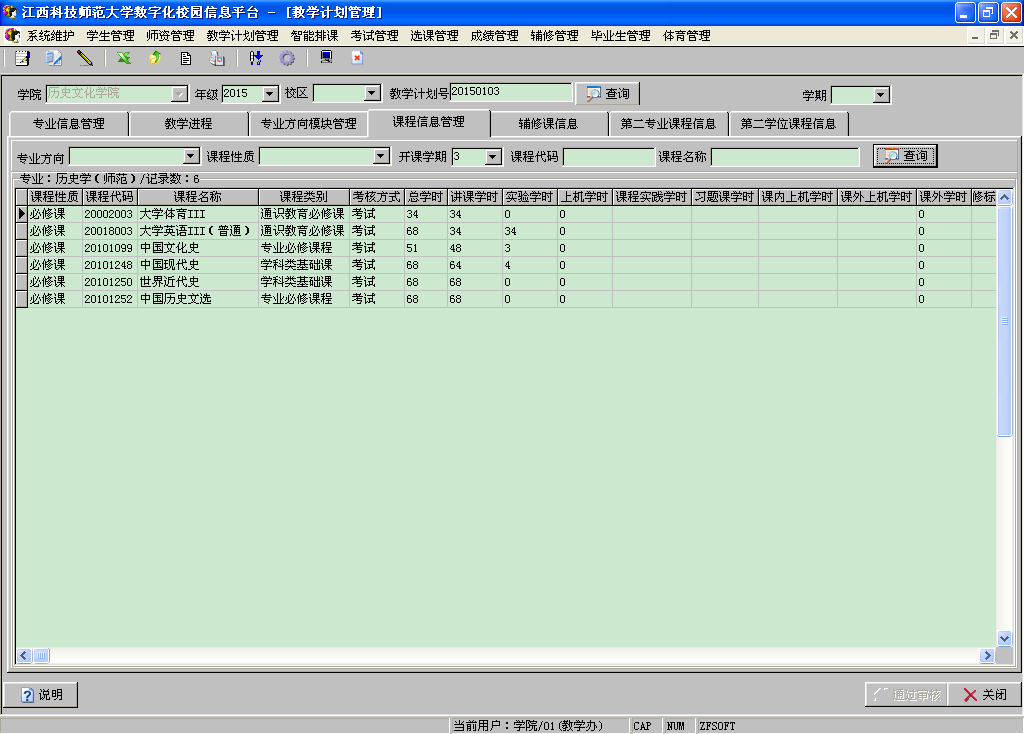 江西科技师范大学数字化校园信息平台 － [教学计划管理]
系统维护 学生管理 师资管理 教学计划管理 智能排课 考试管理 选课管理 成绩管理 辅修管理 毕业生管理 体育管理
学院 历史文化学院 年级 2015 校区 教学计划号 20150103 查询 学期
专业信息管理 教学进程 专业方向模块管理 课程信息管理 辅修课信息 第二专业课程信息 第二学位课程信息
专业方向 课程性质 开课学期 3 课程代码 课程名称 查询
专业：历史学(师范)/记录数：6
课程性质 课程代码 课程名称 课程类别 考核方式 总学时 讲课学时 实验学时 上机学时 课程实践学时 习题课学时 课内上机学时 课外上机学时 课外学时 修标
必修课 20002003 大学体育III 通识教育必修课 考试 34 34 0 0 0
必修课 20018003 大学英语III(普通) 通识教育必修课 考试 68 34 34 0 0
必修课 20101099 中国文化史 专业必修课程 考试 51 48 3 0 0
必修课 20101248 中国现代史 学科类基础课 考试 68 64 4 0 0
必修课 20101250 世界近代史 学科类基础课 考试 68 68 0 0 0
必修课 20101252 中国历史文选 专业必修课程 考试 68 68 0 0 0
说明 通过审核 关闭
当前用户：学院/01(教学办) CAP NUM ZFSOFT